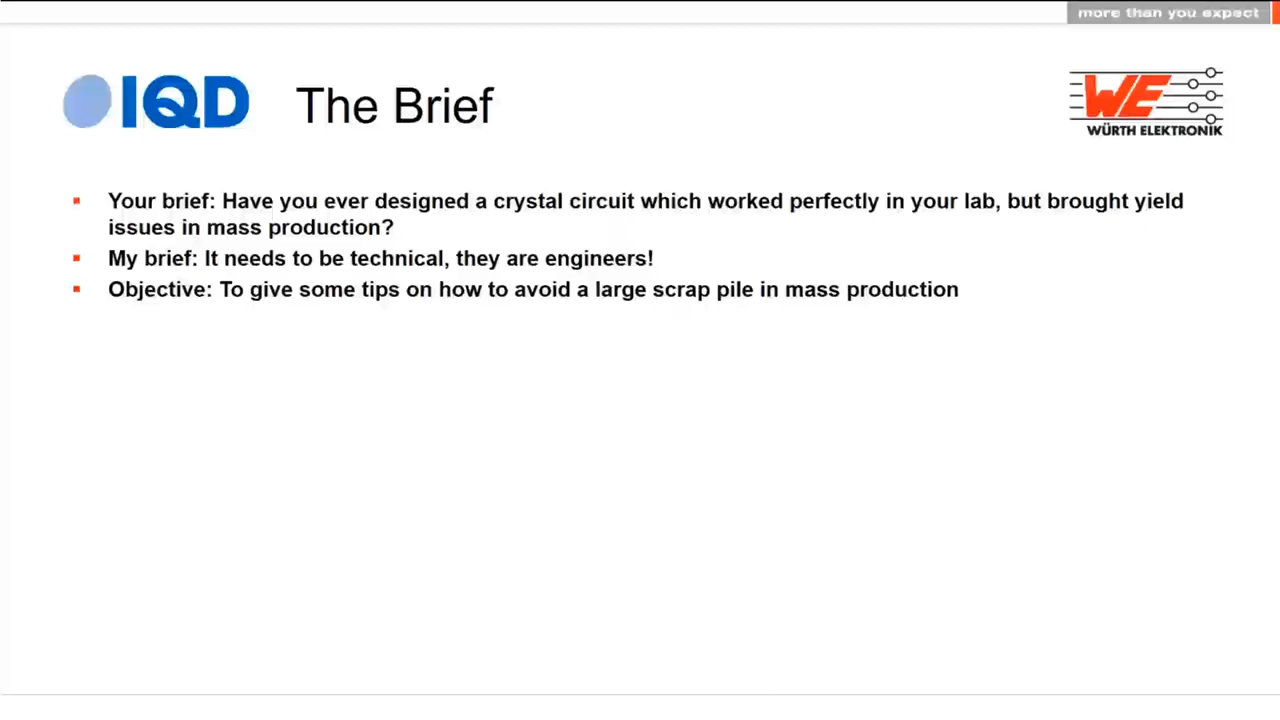 more than you expect
IQD The Brief
WE
WÜRTH ELEKTRONIK
Your brief: Have you ever designed a crystal circuit which worked perfectly in your lab, but brought yield
issues in mass production?
My brief: It needs to be technical, they are engineers!
Objective: To give some tips on how to avoid a large scrap pile in mass production